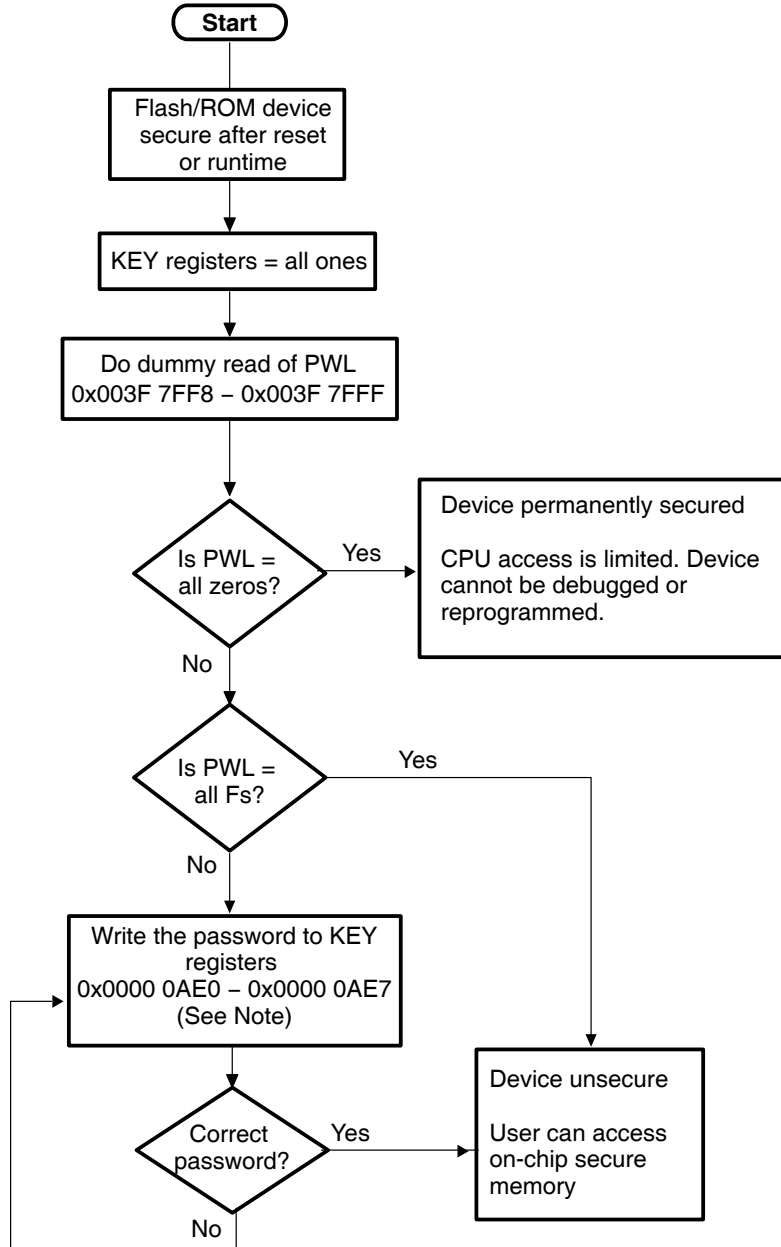 Start
Flash/ROM device
secure after reset
or runtime
KEY registers = all ones
Do dummy read of PWL
0x003F 7FF8 − 0x003F 7FFF
Device permanently secured
CPU access is limited. Device
cannot be debugged or
reprogrammed.
Is PWL =
all zeros?
Yes
No
Is PWL =
all Fs?
Yes
No
Write the password to KEY
registers
0x0000 0AE0 − 0x0000 0AE7
(See Note)
Device unsecure
User can access
on-chip secure
memory
Correct
password?
Yes
No